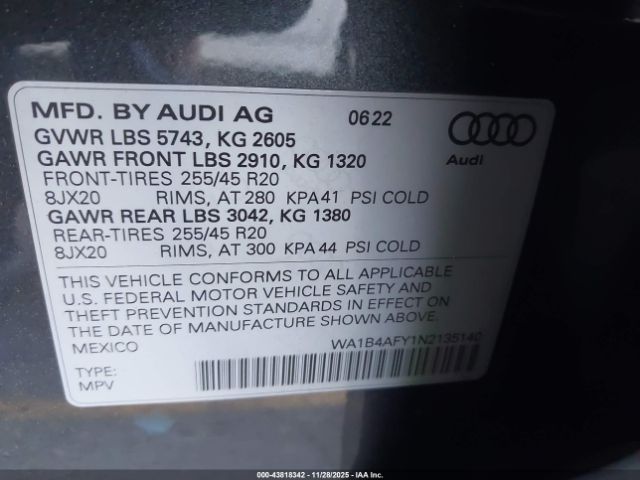 MFD. BY AUDI AG 0622
GVWR LBS 5743, KG 2605
GAWR FRONT LBS 2910, KG 1320
FRONT-TIRES 255/45 R20
8JX20 RIMS, AT 280 KPA 41 PSI COLD
GAWR REAR LBS 3042, KG 1380
REAR-TIRES 255/45 R20
8JX20 RIMS, AT 300 KPA 44 PSI COLD
Audi
THIS VEHICLE CONFORMS TO ALL APPLICABLE
U.S. FEDERAL MOTOR VEHICLE SAFETY AND
THEFT PREVENTION STANDARDS IN EFFECT ON
THE DATE OF MANUFACTURE SHOWN ABOVE.
MEXICO WA1B4AFY1N2135140
TYPE:
MPV
000-43818342 - 11/28/2025 - IAA Inc.